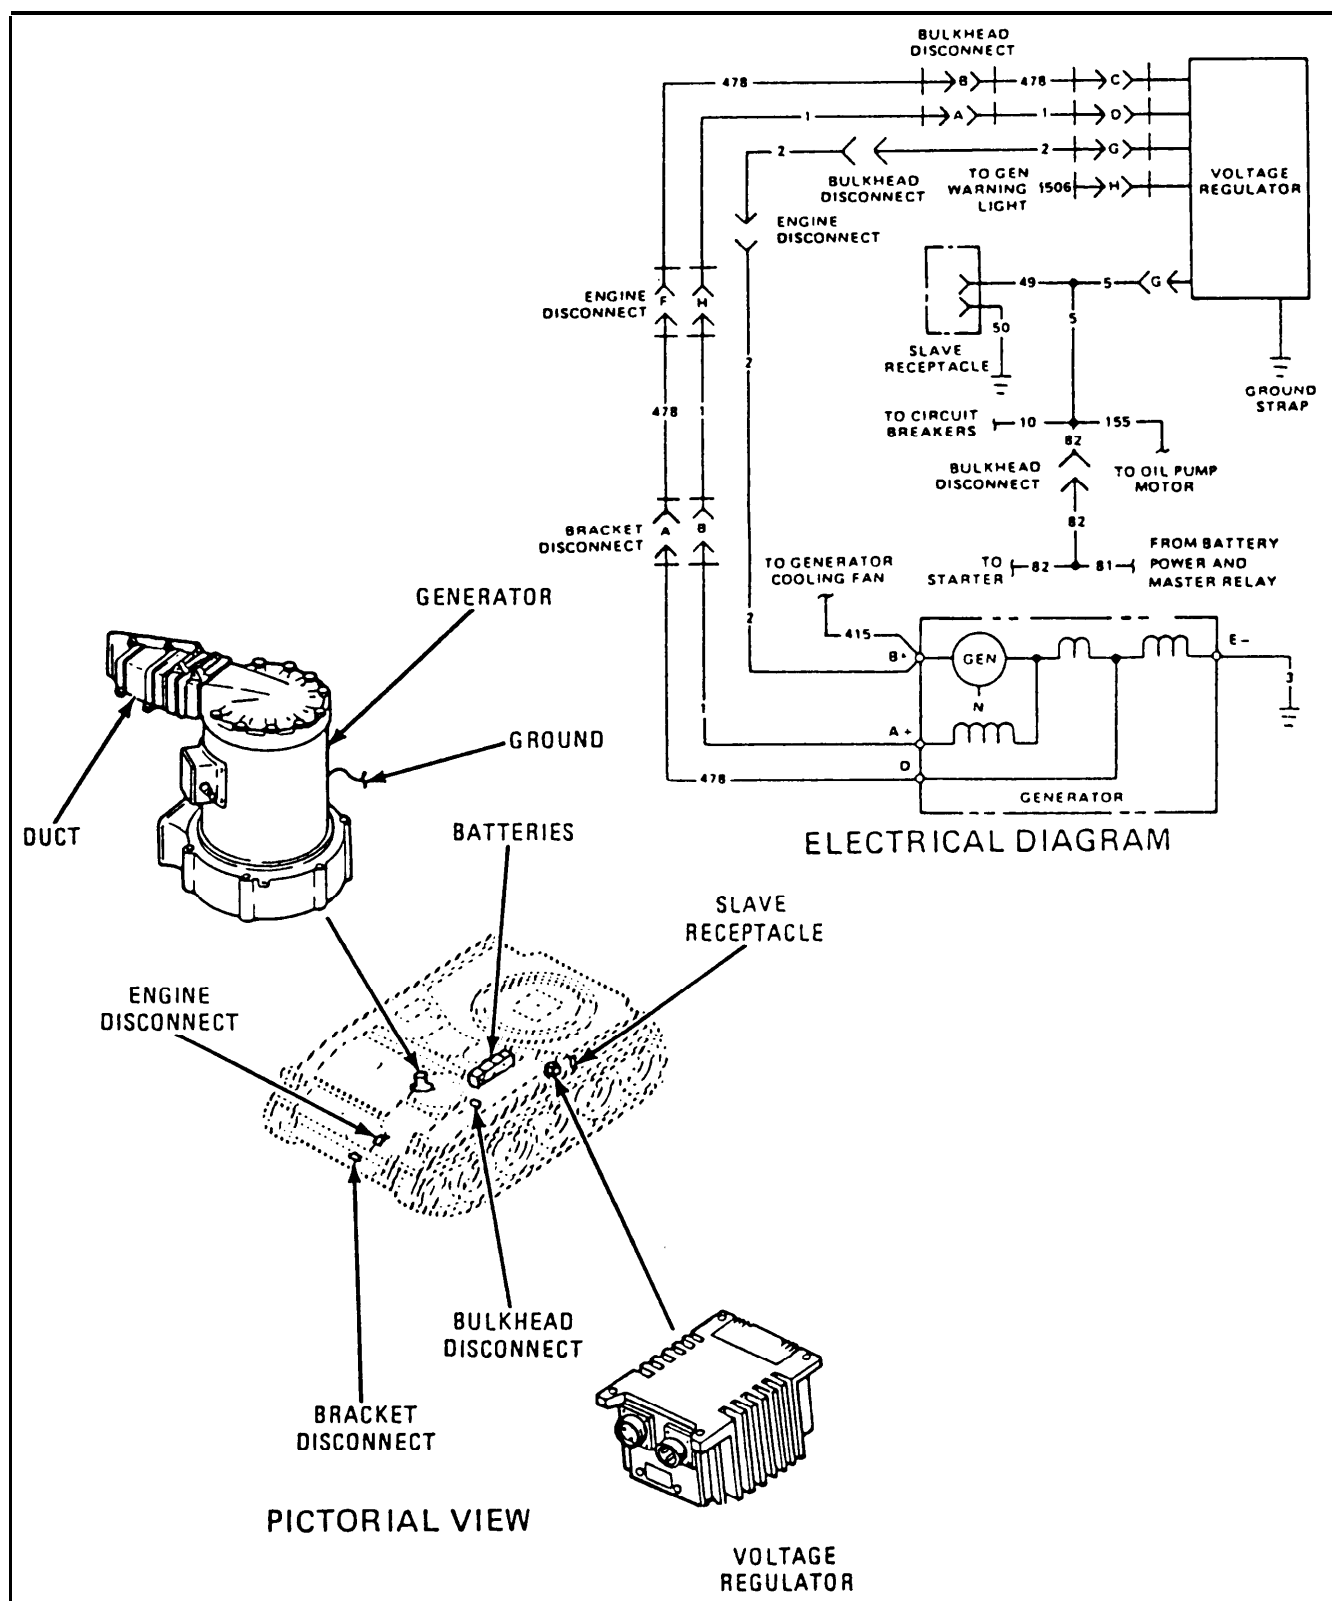 BULKHEAD
DISCONNECT
478
B
478
C
1
A
1
D
2
2
G
BULKHEAD
DISCONNECT
TO GEN
WARNING
LIGHT
1506
H
VOLTAGE
REGULATOR
ENGINE
DISCONNECT
49
5
G
50
5
SLAVE
RECEPTACLE
GROUND
STRAP
ENGINE
DISCONNECT
F
H
2
478
1
TO CIRCUIT
BREAKERS
10
155
82
BULKHEAD
DISCONNECT
TO OIL PUMP
MOTOR
82
BRACKET
DISCONNECT
A
B
TO
STARTER
82
81
FROM BATTERY
POWER AND
MASTER RELAY
TO GENERATOR
COOLING FAN
2
415
B+
GEN
N
E-
3
1
A+
D
478
GENERATOR
ELECTRICAL DIAGRAM
GENERATOR
GROUND
DUCT
BATTERIES
SLAVE
RECEPTACLE
ENGINE
DISCONNECT
BULKHEAD
DISCONNECT
BRACKET
DISCONNECT
PICTORIAL VIEW
VOLTAGE
REGULATOR